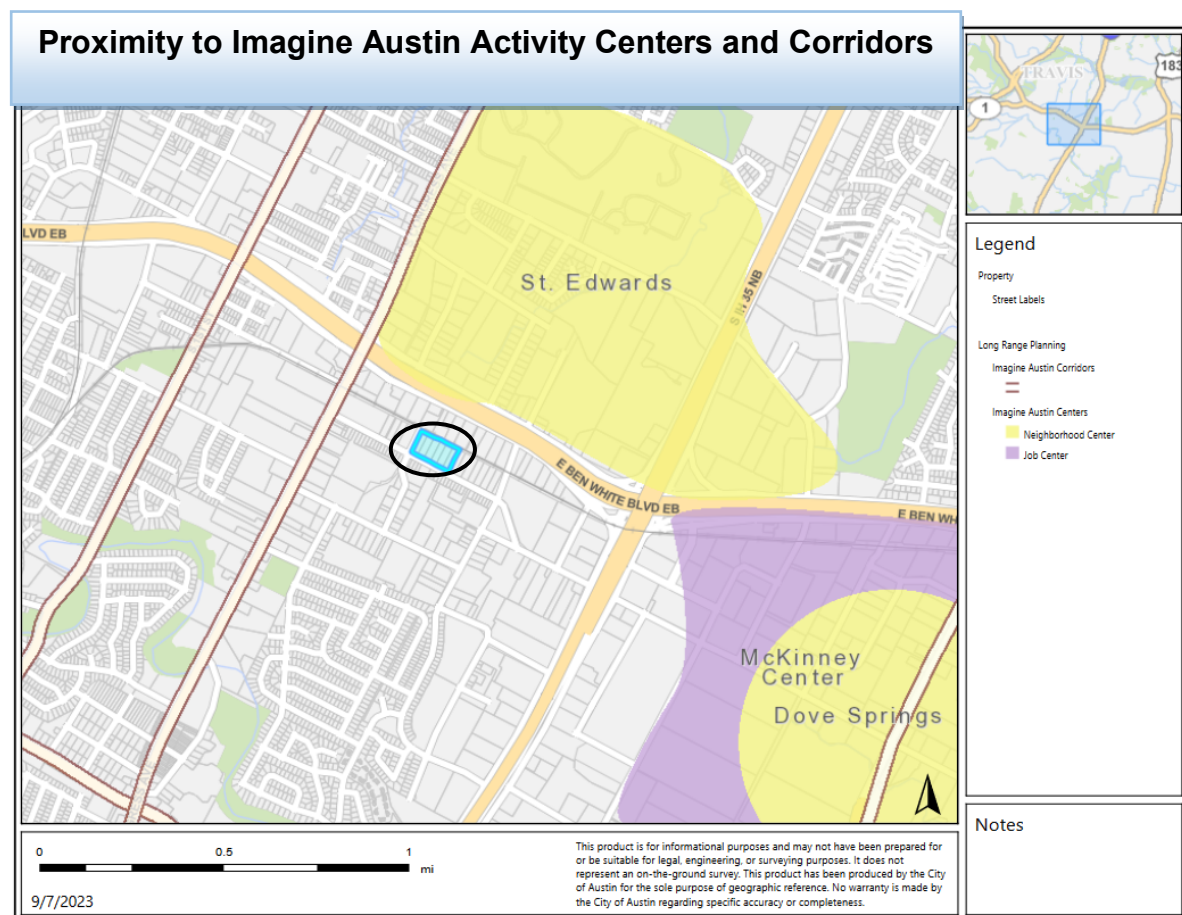 Proximity to Imagine Austin Activity Centers and Corridors
TRAVIS
183
1
LVD EB
St. Edwards
S IH 35 NB
E BEN WHITE BLVD EB
E BEN WH
McKinney
Center
Dove Springs
Legend
Property
Street Labels
Long Range Planning
Imagine Austin Corridors
Imagine Austin Centers
Neighborhood Center
Job Center
Notes
0 0.5 1
mi
9/7/2023
This product is for informational purposes and may not have been prepared for
or be suitable for legal, engineering, or surveying purposes. It does not
represent an on-the-ground survey. This product has been produced by the City
of Austin for the sole purpose of geographic reference. No warranty is made by
the City of Austin regarding specific accuracy or completeness.